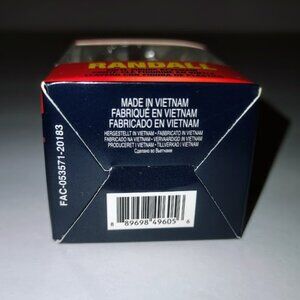 RANDALL
MADE IN VIETNAM
FABRIQUÉ EN VIETNAM
FABRICADO EN VIETNAM
HERGESTELLT IN VIETNAM • FABBRICATO IN VIETNAM
FABRICADO NA VIETNAM • VERVAARDIGD IN VIETNAM
PRODUCERET I VIETNAM • TILLVERKAD I VIETNAM
Сделано во Вьетнаме
FAC-053571-20183
8 89698 49605 6